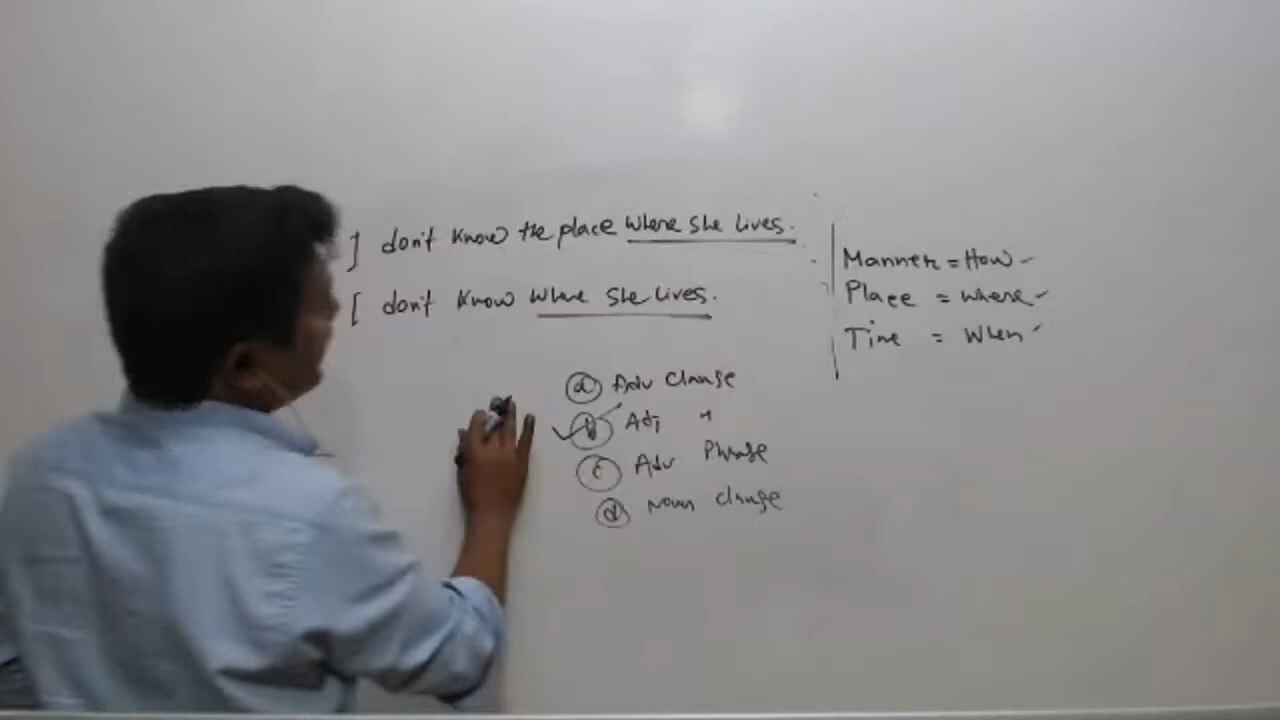 I don't know the place where she lives.
I don't know where she lives.
Manner = How
Place = where
Time = When
(a) Adv Clause
(b) Adj "
(c) Adv Phrase
(d) Noun clause